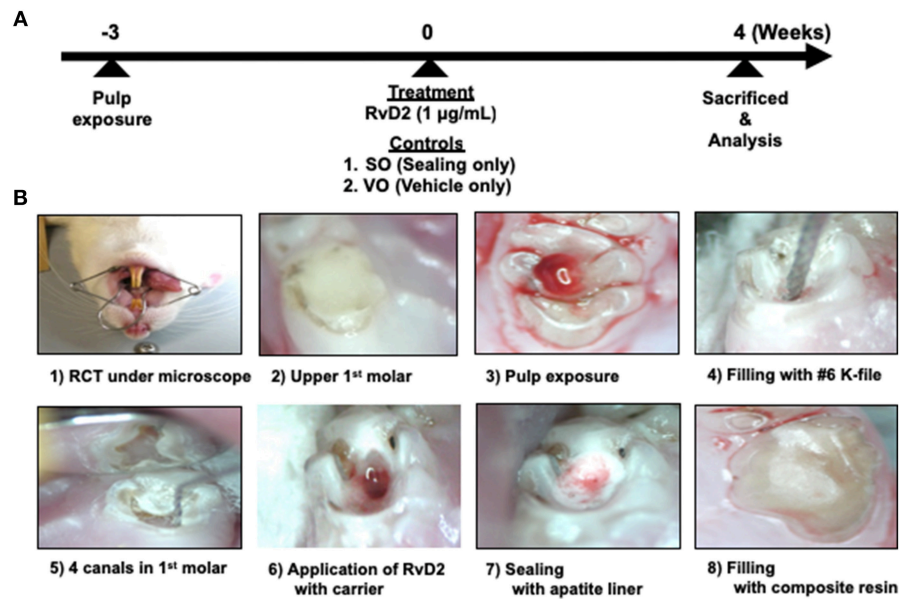 A
-3 0 4 (Weeks)
Pulp
exposure
Treatment
RvD2 (1 μg/mL)
Controls
1. SO (Sealing only)
2. VO (Vehicle only)
Sacrificed
&
Analysis
B
1) RCT under microscope
2) Upper 1st molar
3) Pulp exposure
4) Filling with #6 K-file
5) 4 canals in 1st molar
6) Application of RvD2
with carrier
7) Sealing
with apatite liner
8) Filling
with composite resin